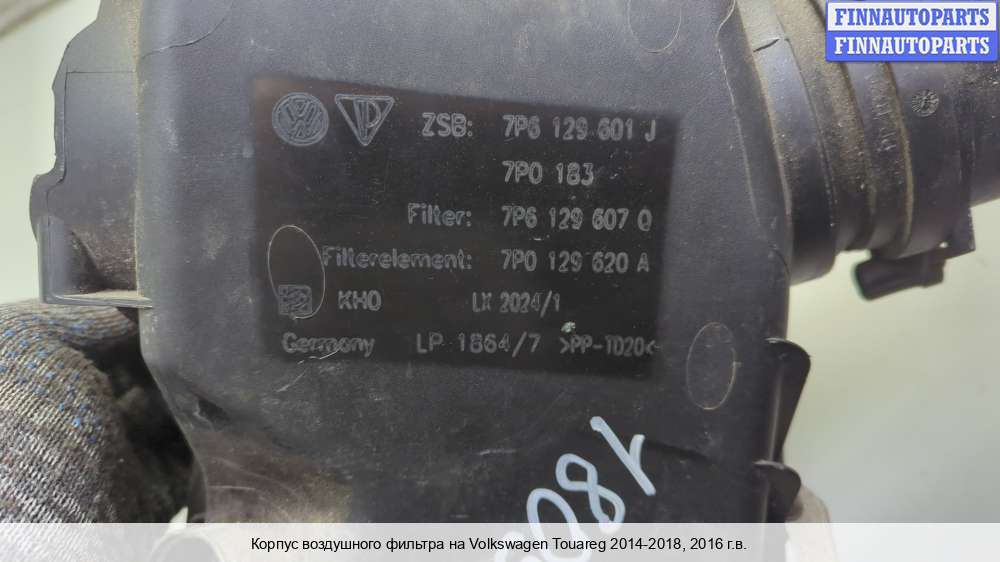 FINNAUTOPARTS
FINNAUTOPARTS
ZSB: 7P6 129 601 J
7P0 183
Filter: 7P6 129 607 Q
Filterelement: 7P0 129 620 A
KHO LX 2024/1
Germany LP 1864/7 >PP-TD20<
Корпус воздушного фильтра на Volkswagen Touareg 2014-2018, 2016 г.в.